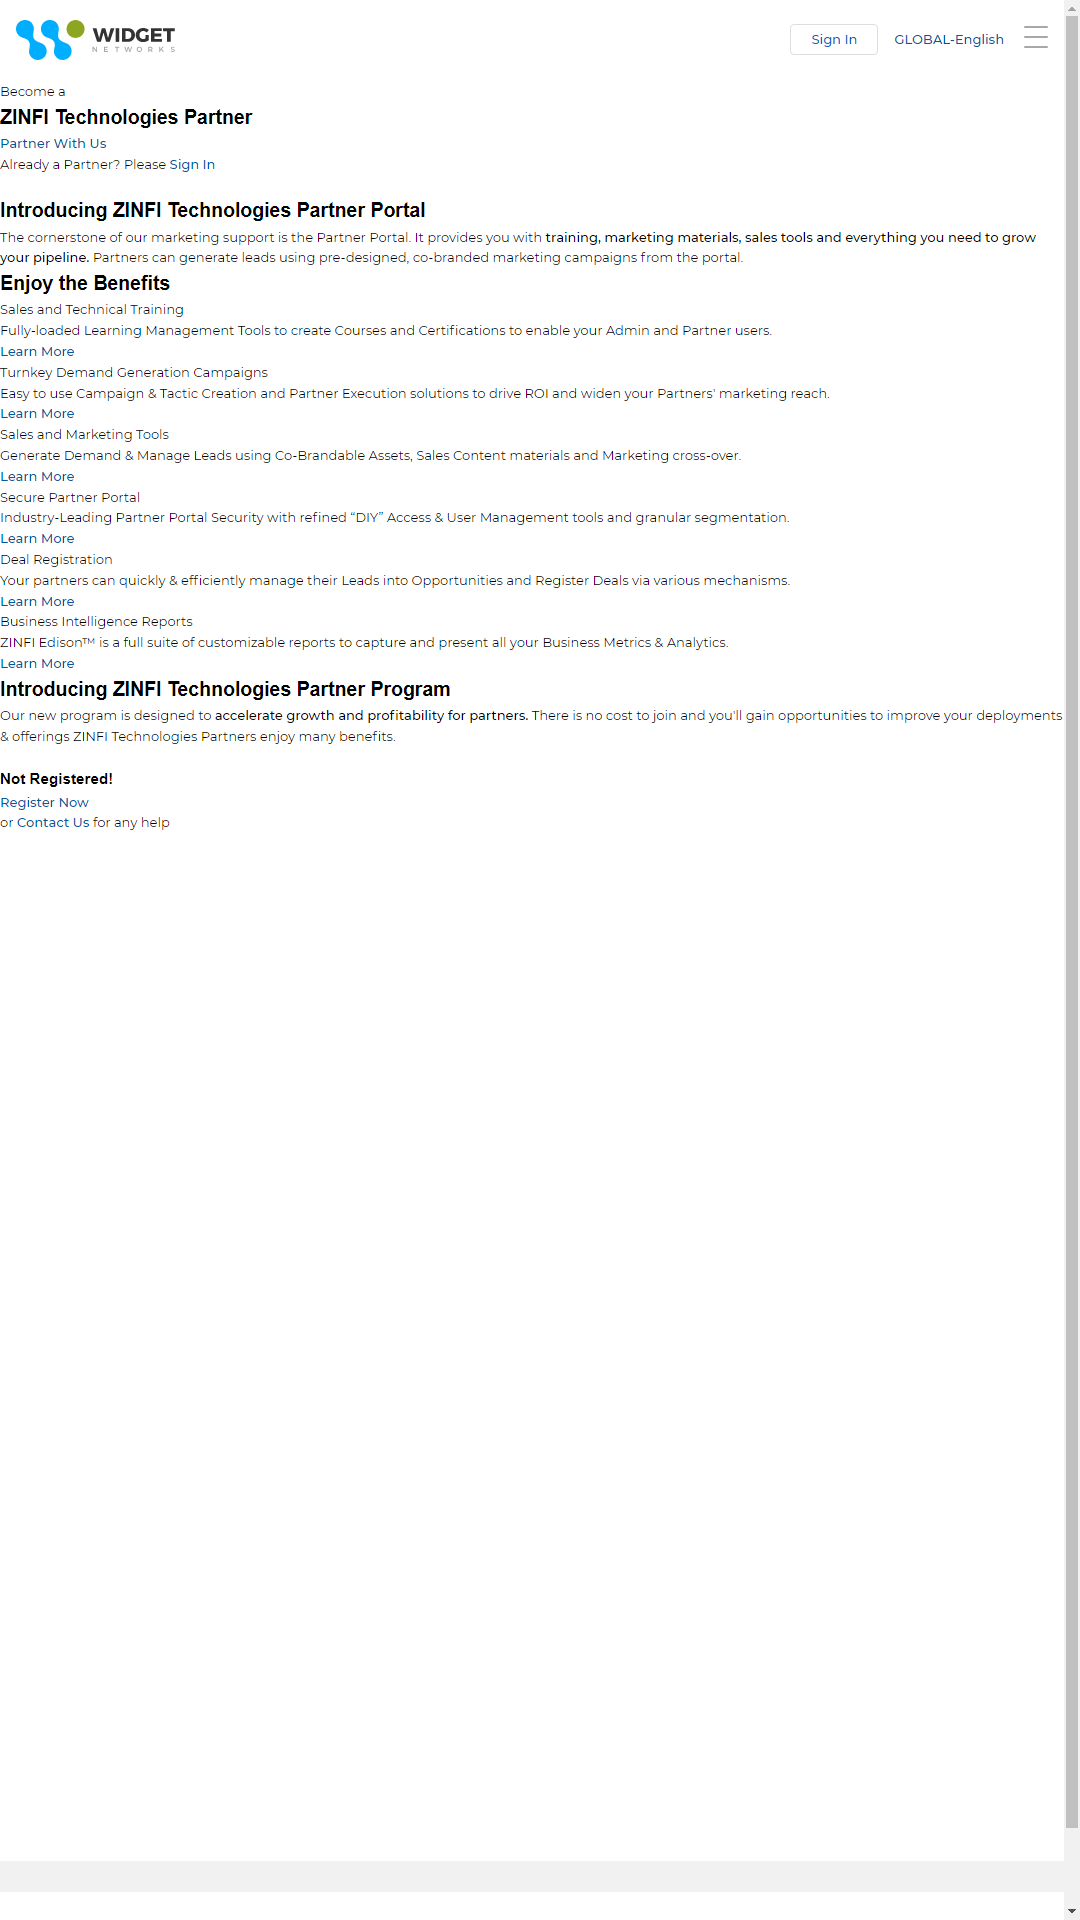 WIDGET
NETWORKS
Sign In
GLOBAL-English
Become a
ZINFI Technologies Partner
Partner With Us
Already a Partner? Please Sign In
Introducing ZINFI Technologies Partner Portal
The cornerstone of our marketing support is the Partner Portal. It provides you with training, marketing materials, sales tools and everything you need to grow
your pipeline. Partners can generate leads using pre-designed, co-branded marketing campaigns from the portal.
Enjoy the Benefits
Sales and Technical Training
Fully-loaded Learning Management Tools to create Courses and Certifications to enable your Admin and Partner users.
Learn More
Turnkey Demand Generation Campaigns
Easy to use Campaign & Tactic Creation and Partner Execution solutions to drive ROI and widen your Partners' marketing reach.
Learn More
Sales and Marketing Tools
Generate Demand & Manage Leads using Co-Brandable Assets, Sales Content materials and Marketing cross-over.
Learn More
Secure Partner Portal
Industry-Leading Partner Portal Security with refined “DIY” Access & User Management tools and granular segmentation.
Learn More
Deal Registration
Your partners can quickly & efficiently manage their Leads into Opportunities and Register Deals via various mechanisms.
Learn More
Business Intelligence Reports
ZINFI Edison™ is a full suite of customizable reports to capture and present all your Business Metrics & Analytics.
Learn More
Introducing ZINFI Technologies Partner Program
Our new program is designed to accelerate growth and profitability for partners. There is no cost to join and you'll gain opportunities to improve your deployments
& offerings ZINFI Technologies Partners enjoy many benefits.
Not Registered!
Register Now
or Contact Us for any help